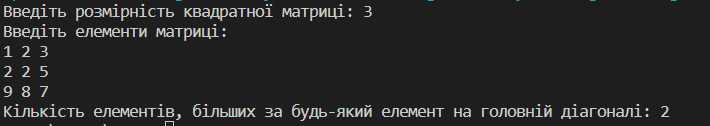 Введіть розмірність квадратної матриці: 3
Введіть елементи матриці:
1 2 3
2 2 5
9 8 7
Кількість елементів, більших за будь-який елемент на головній діагоналі: 2